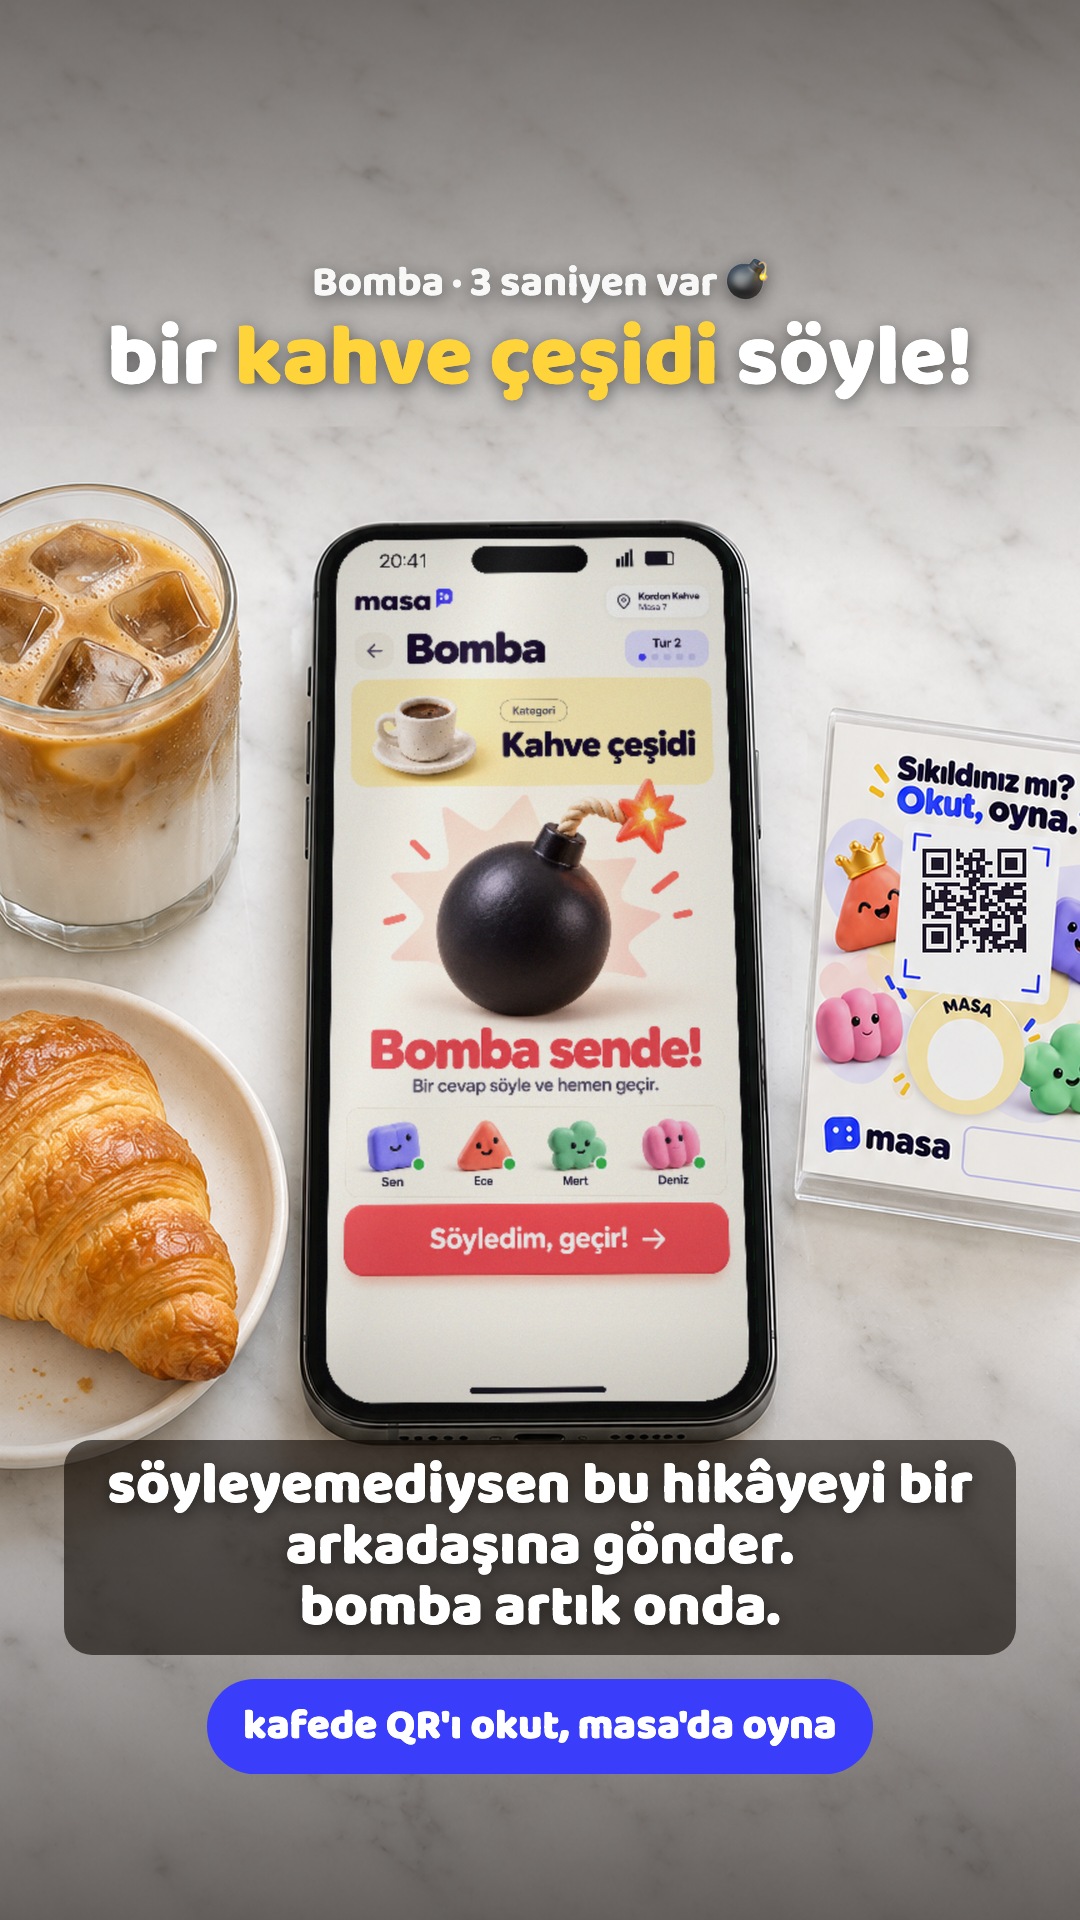 Bomba · 3 saniyen var 💣
bir kahve çeşidi söyle!
20:41
masa
Kordon Kahve
Masa 7
Bomba
Tur 2
Kategori
Kahve çeşidi
Bomba sende!
Bir cevap söyle ve hemen geçir.
Sen
Ece
Mert
Deniz
Söyledim, geçir! →
Sıkıldınız mı?
Okut, oyna.
MASA
masa
söyleyemediysen bu hikâyeyi bir
arkadaşına gönder.
bomba artık onda.
kafede QR'ı okut, masa'da oyna